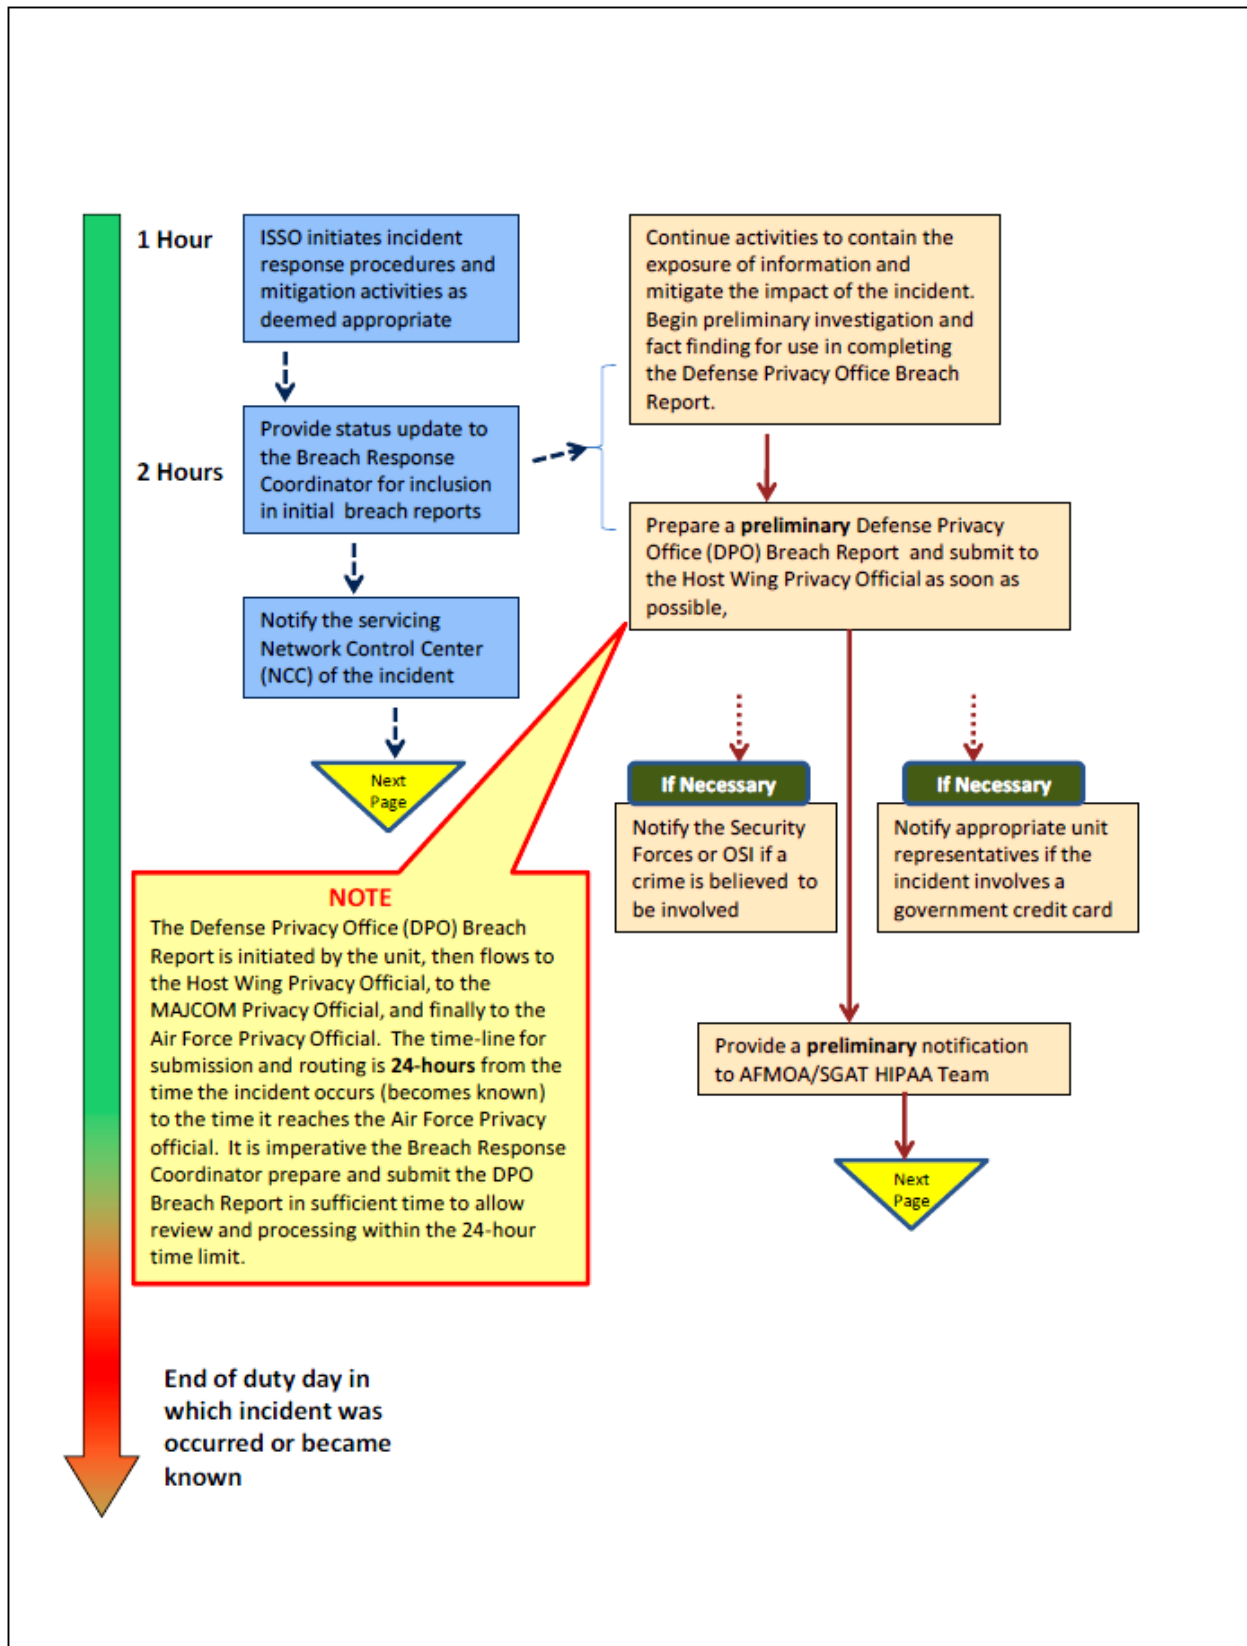 1 Hour
ISSO initiates incident
response procedures and
mitigation activities as
deemed appropriate
Continue activities to contain the
exposure of information and
mitigate the impact of the incident.
Begin preliminary investigation and
fact finding for use in completing
the Defense Privacy Office Breach
Report.
2 Hours
Provide status update to
the Breach Response
Coordinator for inclusion
in initial breach reports
Prepare a preliminary Defense Privacy
Office (DPO) Breach Report and submit to
the Host Wing Privacy Official as soon as
possible,
Notify the servicing
Network Control Center
(NCC) of the incident
Next
Page
If Necessary
Notify the Security
Forces or OSI if a
crime is believed to
be involved
If Necessary
Notify appropriate unit
representatives if the
incident involves a
government credit card
NOTE
The Defense Privacy Office (DPO) Breach
Report is initiated by the unit, then flows to
the Host Wing Privacy Official, to the
MAJCOM Privacy Official, and finally to the
Air Force Privacy Official. The time-line for
submission and routing is 24-hours from the
time the incident occurs (becomes known)
to the time it reaches the Air Force Privacy
official. It is imperative the Breach Response
Coordinator prepare and submit the DPO
Breach Report in sufficient time to allow
review and processing within the 24-hour
time limit.
Provide a preliminary notification
to AFMOA/SGAT HIPAA Team
Next
Page
End of duty day in
which incident was
occurred or became
known